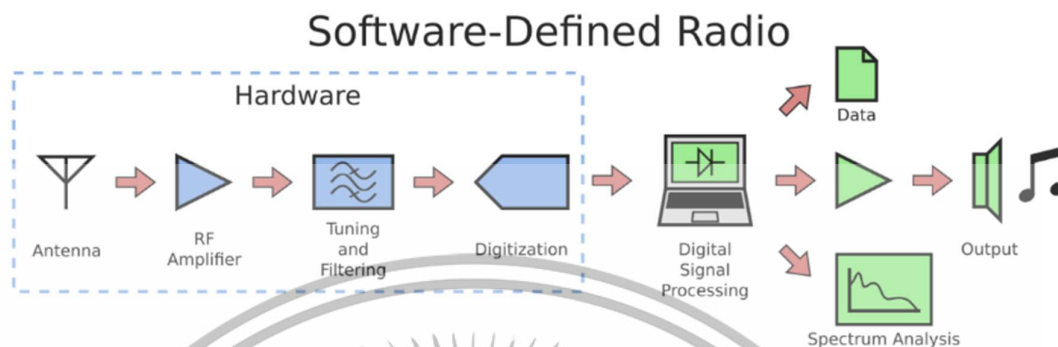 Software-Defined Radio
Hardware
Data
Antenna
RF
Amplifier
Tuning
and
Filtering
Digitization
Digital
Signal
Processing
Output
Spectrum Analysis